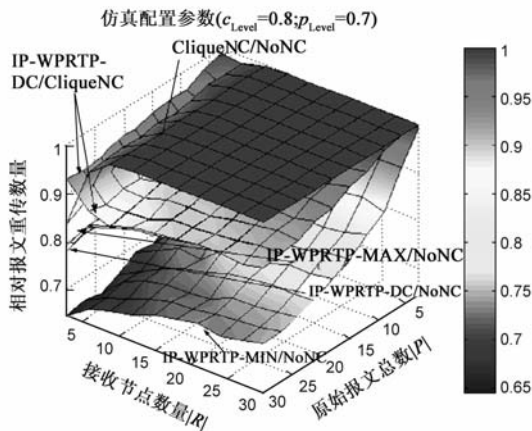 仿真配置参数(cLevel=0.8;pLevel=0.7)
CliqueNC/NoNC
IP-WPRTP-
DC/CliqueNC
1
0.9
0.8
0.7
相对报文重传数量
IP-WPRTP-MAX/NoNC
IP-WPRTP-DC/NoNC
IP-WPRTP-MIN/NoNC
5
10
15
20
25
30
接收节点数量|R|
30
25
20
15
10
5
原始报文总数|P|
1
0.95
0.9
0.85
0.8
0.75
0.7
0.65